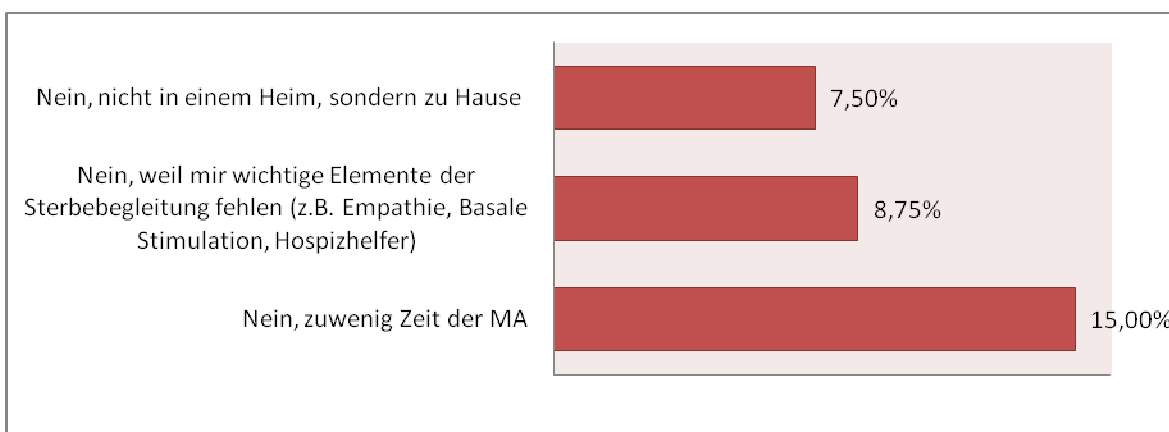 Nein, nicht in einem Heim, sondern zu Hause
7,50%
Nein, weil mir wichtige Elemente der
Sterbebegleitung fehlen (z.B. Empathie, Basale
Stimulation, Hospizhelfer)
8,75%
Nein, zuwenig Zeit der MA
15,00%